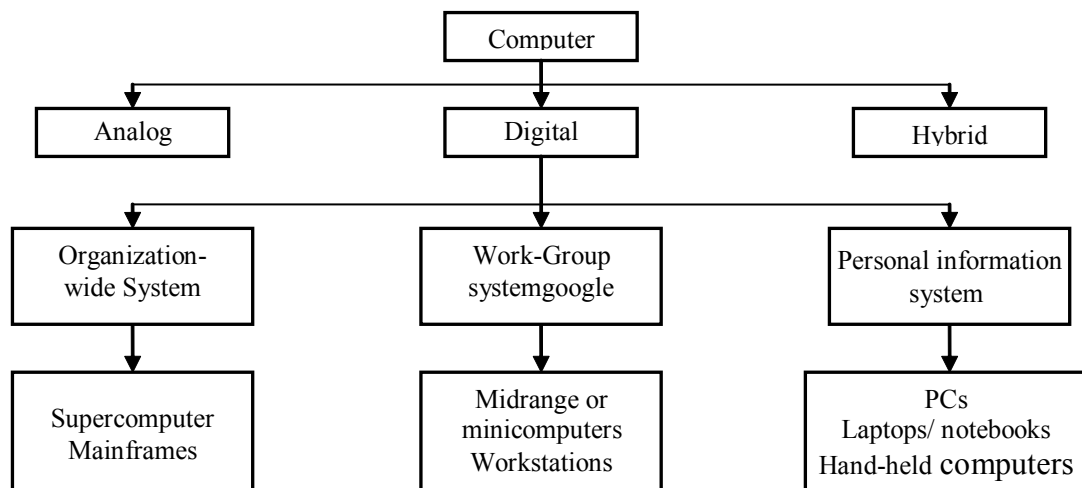 Computer
Analog
Digital
Hybrid
Organization-
wide System
Work-Group
systemgoogle
Personal information
system
Supercomputer
Mainframes
Midrange or
minicomputers
Workstations
PCs
Laptops/ notebooks
Hand-held computers